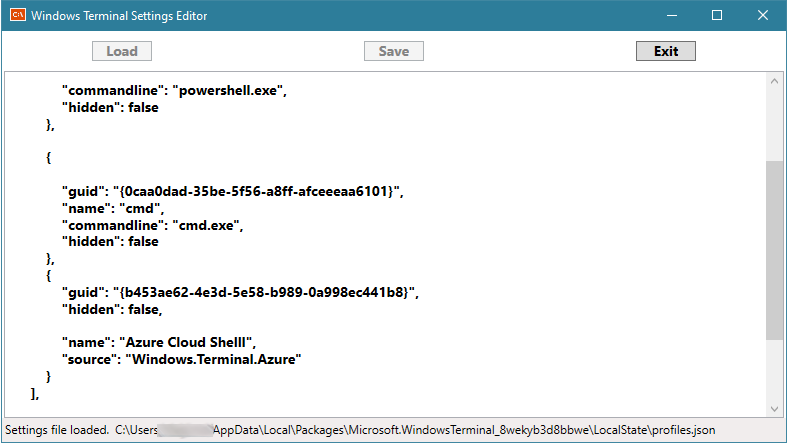 Windows Terminal Settings Editor
Load Save Exit
"commandline": "powershell.exe",
"hidden": false
},
{
"guid": "{0caa0dad-35be-5f56-a8ff-afceeeaa6101}",
"name": "cmd",
"commandline": "cmd.exe",
"hidden": false
},
{
"guid": "{b453ae62-4e3d-5e58-b989-0a998ec441b8}",
"hidden": false,
"name": "Azure Cloud Shelll",
"source": "Windows.Terminal.Azure"
}
],
Settings file loaded. C:\Users AppData\Local\Packages\Microsoft.WindowsTerminal_8wekyb3d8bbwe\LocalState\profiles.json